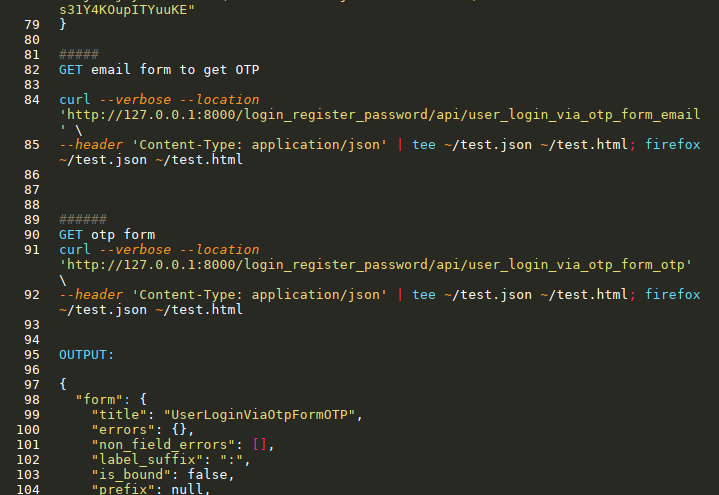 s31Y4KOupITYuuKE"
79 }
80
81 #####
82 GET email form to get OTP
83
84 curl --verbose --location
'http://127.0.0.1:8000/login_register_password/api/user_login_via_otp_form_email
' \
85 --header 'Content-Type: application/json' | tee ~/test.json ~/test.html; firefox
~/test.json ~/test.html
86
87
88
89 ######
90 GET otp form
91 curl --verbose --location
'http://127.0.0.1:8000/login_register_password/api/user_login_via_otp_form_otp'
\
92 --header 'Content-Type: application/json' | tee ~/test.json ~/test.html; firefox
~/test.json ~/test.html
93
94
95 OUTPUT:
96
97 {
98 "form": {
99 "title": "UserLoginViaOtpFormOTP",
100 "errors": {},
101 "non_field_errors": [],
102 "label_suffix": ":",
103 "is_bound": false,
104 "prefix": null,